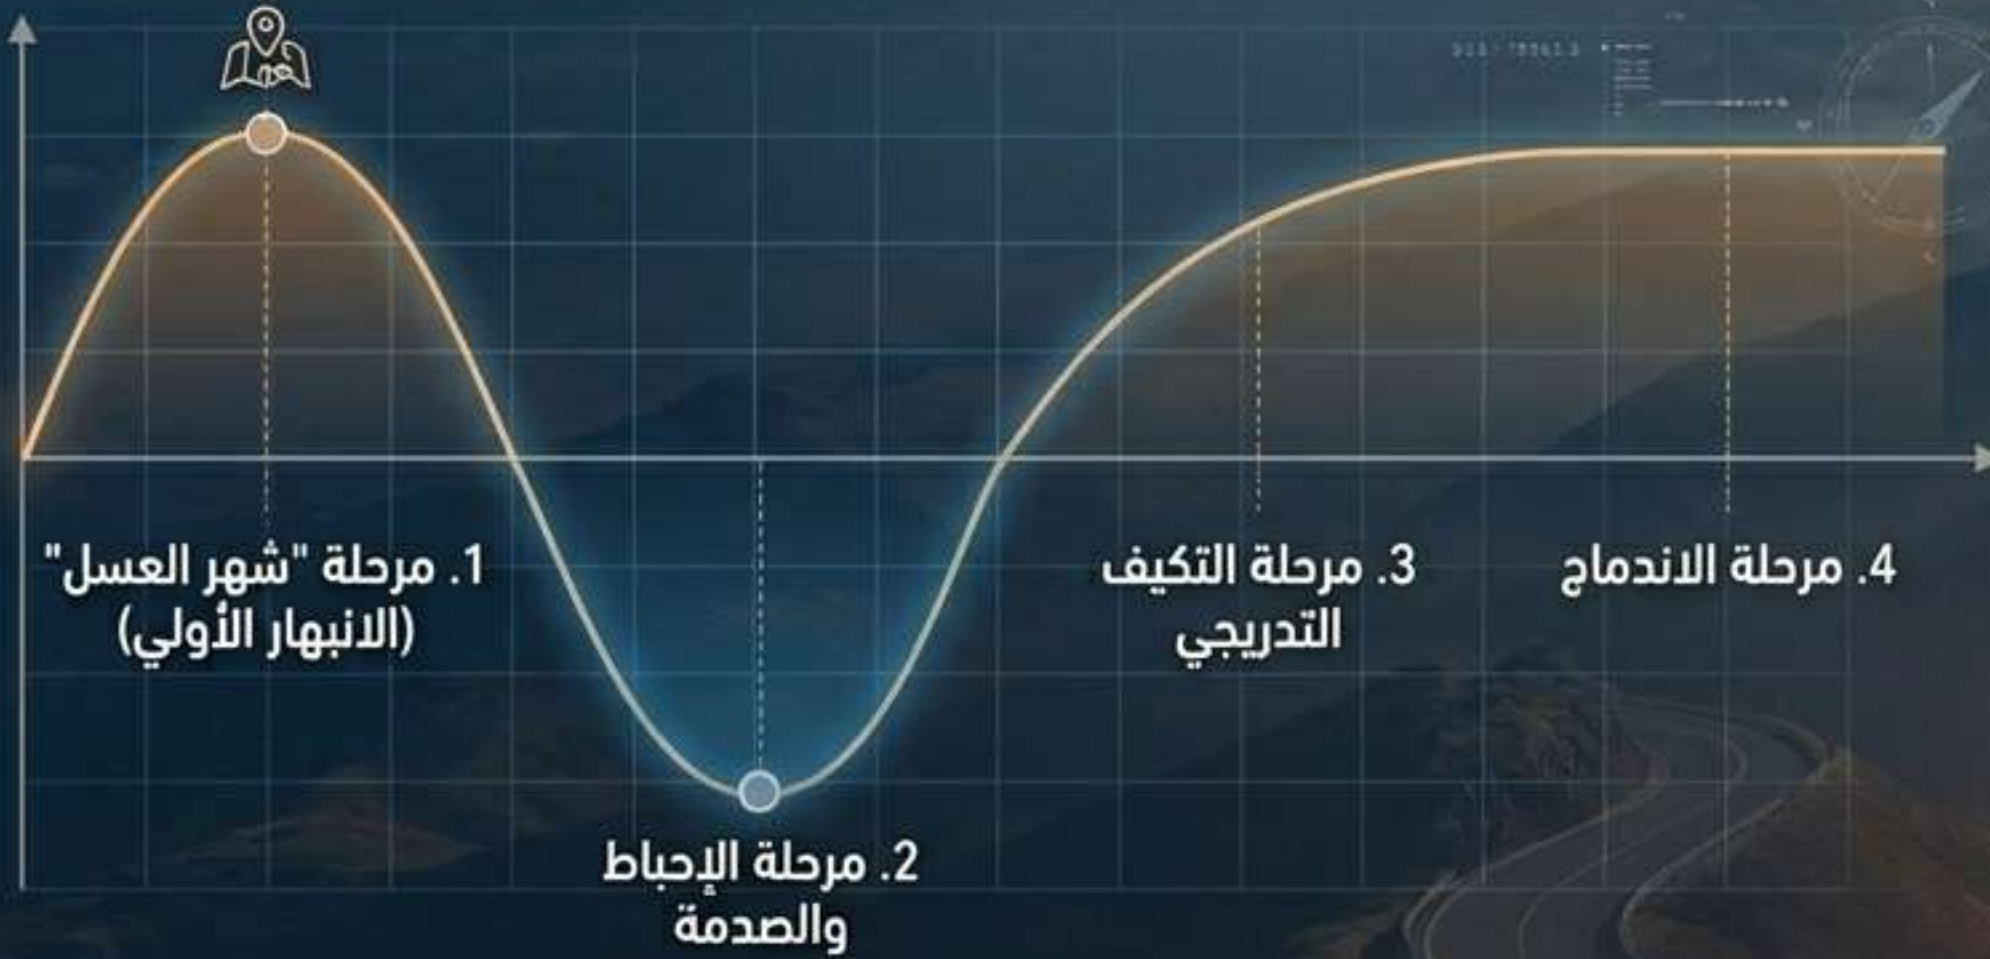 1. مرحلة "شهر العسل"
(الانبهار الأولي)
2. مرحلة الإحباط
والصدمة
3. مرحلة التكيف
التدريجي
4. مرحلة الاندماج